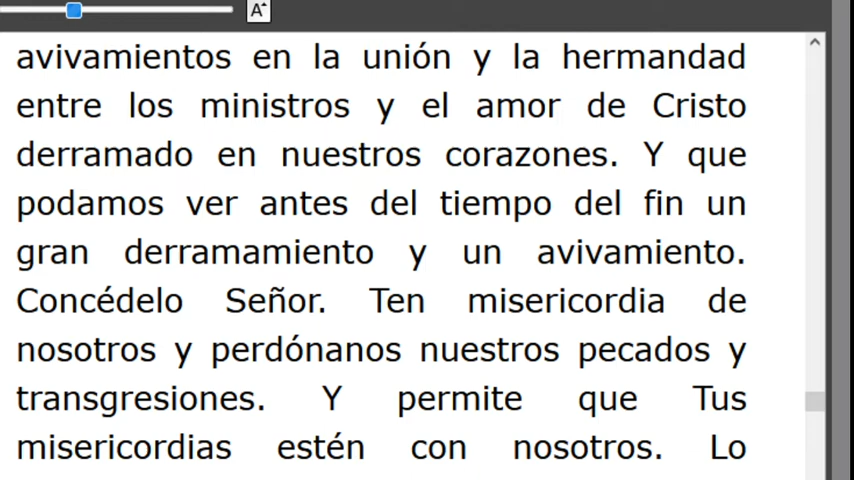 A
avivamientos en la unión y la hermandad
entre los ministros y el amor de Cristo
derramado en nuestros corazones. Y que
podamos ver antes del tiempo del fin un
gran derramamiento y un avivamiento.
Concédelo Señor. Ten misericordia de
nosotros y perdónanos nuestros pecados y
transgresiones. Y permite que Tus
misericordias estén con nosotros. Lo